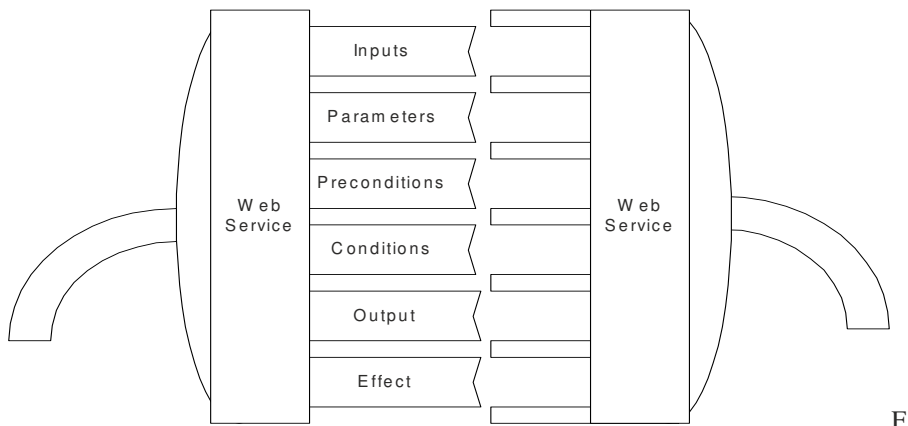 Inputs
Parameters
Preconditions
Web
Service
Web
Service
Conditions
Output
Effect
F